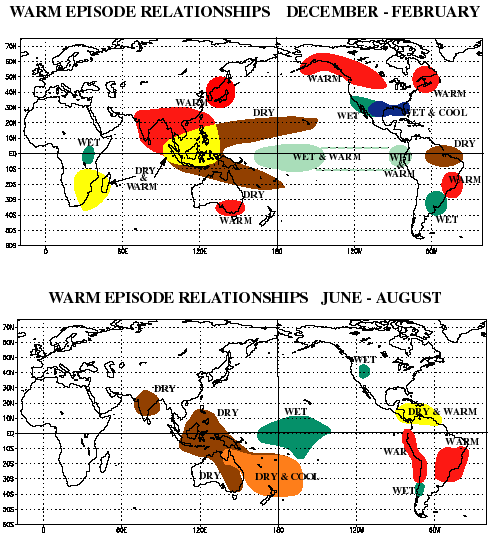 WARM EPISODE RELATIONSHIPS DECEMBER - FEBRUARY
70N
60N
50N
40N
30N
20N
10N
EQ
10S
20S
30S
40S
50S
60S
WARM
WARM
WARM
WARM
DRY
WET
WET & COOL
WET
DRY
WET & WARM
WET
WARM
DRY
&
WARM
WARM
DRY
WARM
WET
0
60E
120E
180
120W
60W
WARM EPISODE RELATIONSHIPS JUNE - AUGUST
70N
60N
50N
40N
30N
20N
10N
EQ
10S
20S
30S
40S
50S
60S
WET
DRY
DRY
WET
DRY & WARM
WAR
WARM
DRY
DRY & COOL
WET
0
60E
120E
180
120W
60W